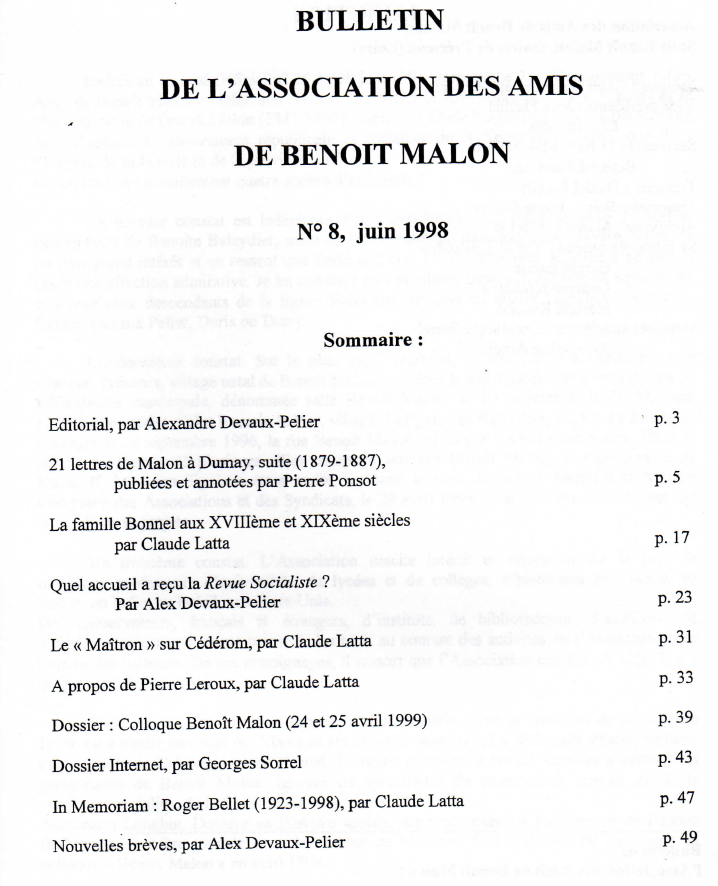 BULLETIN
DE L'ASSOCIATION DES AMIS
DE BENOIT MALON
N° 8, juin 1998
Sommaire :
Editorial, par Alexandre Devaux-Pelier p. 3
21 lettres de Malon à Dumay, suite (1879-1887),
publiées et annotées par Pierre Ponsot p. 5
La famille Bonnel aux XVIIIème et XIXème siècles
par Claude Latta p. 17
Quel accueil a reçu la Revue Socialiste ?
Par Alex Devaux-Pelier p. 23
Le « Maîtron » sur Cédérom, par Claude Latta p. 31
A propos de Pierre Leroux, par Claude Latta p. 33
Dossier : Colloque Benoît Malon (24 et 25 avril 1999) p. 39
Dossier Internet, par Georges Sorrel p. 43
In Memoriam : Roger Bellet (1923-1998), par Claude Latta p. 47
Nouvelles brèves, par Alex Devaux-Pelier p. 49